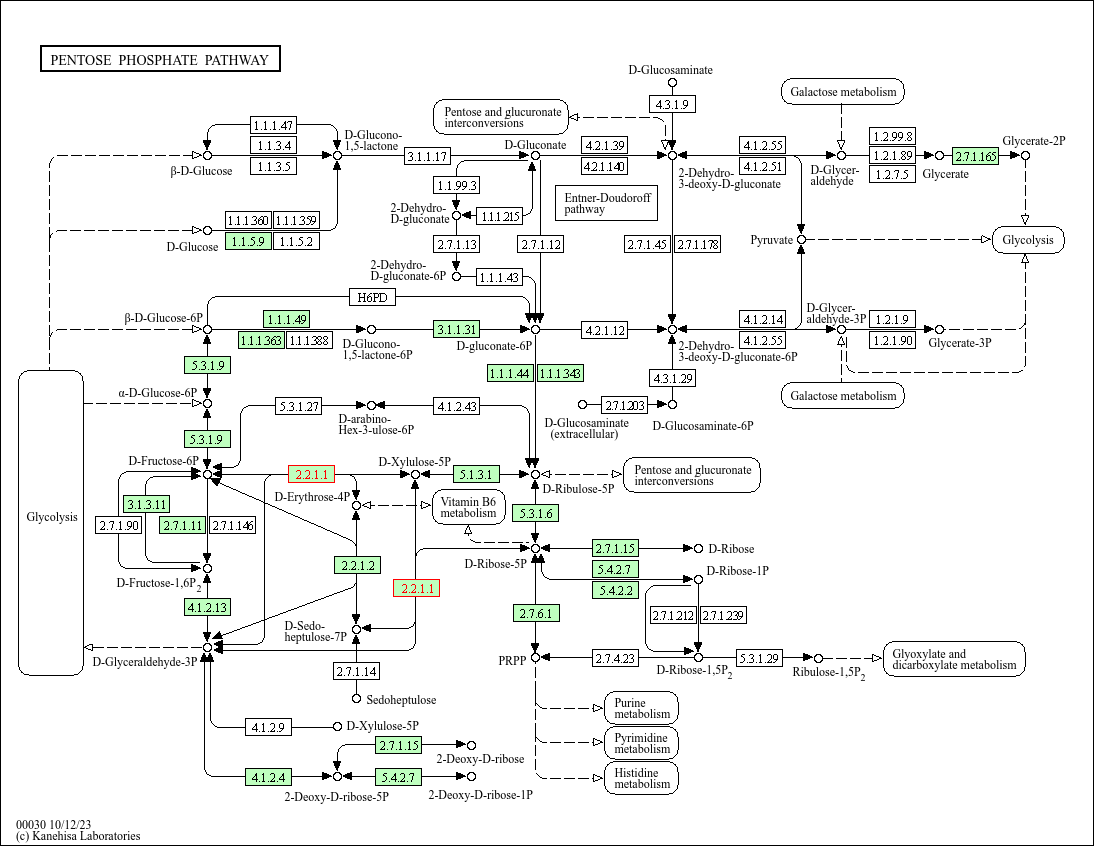 PENTOSE PHOSPHATE PATHWAY
D-Glucosaminate
4.3.1.9
Galactose metabolism
Pentose and glucuronate
interconversions
1.1.1.47
1.1.3.4
1.1.3.5
β-D-Glucose
D-Glucono-
1,5-lactone
3.1.1.17
D-Gluconate
4.2.1.39
4.2.1.140
2-Dehydro-
3-deoxy-D-gluconate
4.1.2.55
4.1.2.51
D-Glycer-
aldehyde
1.2.99.8
1.2.1.89
1.2.7.5
Glycerate
2.7.1.165
Glycerate-2P
1.1.99.3
2-Dehydro-
D-gluconate
1.1.1.215
Entner-Doudoroff
pathway
1.1.1.360
1.1.1.359
1.1.5.9
1.1.5.2
D-Glucose
2.7.1.13
2.7.1.12
2.7.1.45
2.7.1.178
Pyruvate
Glycolysis
2-Dehydro-
D-gluconate-6P
1.1.1.43
H6PD
β-D-Glucose-6P
1.1.1.49
1.1.1.363
1.1.1.388
D-Glucono-
1,5-lactone-6P
3.1.1.31
D-gluconate-6P
4.2.1.12
2-Dehydro-
3-deoxy-D-gluconate-6P
4.1.2.14
4.1.2.55
D-Glycer-
aldehyde-3P
1.2.1.9
1.2.1.90
Glycerate-3P
5.3.1.9
1.1.1.44
1.1.1.343
4.3.1.29
Galactose metabolism
α-D-Glucose-6P
5.3.1.27
D-arabino-
Hex-3-ulose-6P
4.1.2.43
2.7.1.203
D-Glucosaminate
(extracellular)
D-Glucosaminate-6P
5.3.1.9
D-Fructose-6P
2.2.1.1
D-Xylulose-5P
5.1.3.1
D-Ribulose-5P
Pentose and glucuronate
interconversions
D-Erythrose-4P
Vitamin B6
metabolism
3.1.3.11
2.7.1.90
2.7.1.11
2.7.1.146
5.3.1.6
Glycolysis
D-Ribose-5P
2.7.1.15
D-Ribose
D-Fructose-1,6P2
2.2.1.2
5.4.2.7
5.4.2.2
D-Ribose-1P
2.2.1.1
4.1.2.13
2.7.6.1
2.7.1.212
2.7.1.239
D-Sedo-
heptulose-7P
D-Glyceraldehyde-3P
2.7.1.14
PRPP
2.7.4.23
D-Ribose-1,5P2
5.3.1.29
Ribulose-1,5P2
Glyoxylate and
dicarboxylate metabolism
Sedoheptulose
4.1.2.9
D-Xylulose-5P
Purine
metabolism
2.7.1.15
2-Deoxy-D-ribose
Pyrimidine
metabolism
4.1.2.4
2-Deoxy-D-ribose-5P
5.4.2.7
2-Deoxy-D-ribose-1P
Histidine
metabolism
00030 10/12/23
(c) Kanehisa Laboratories